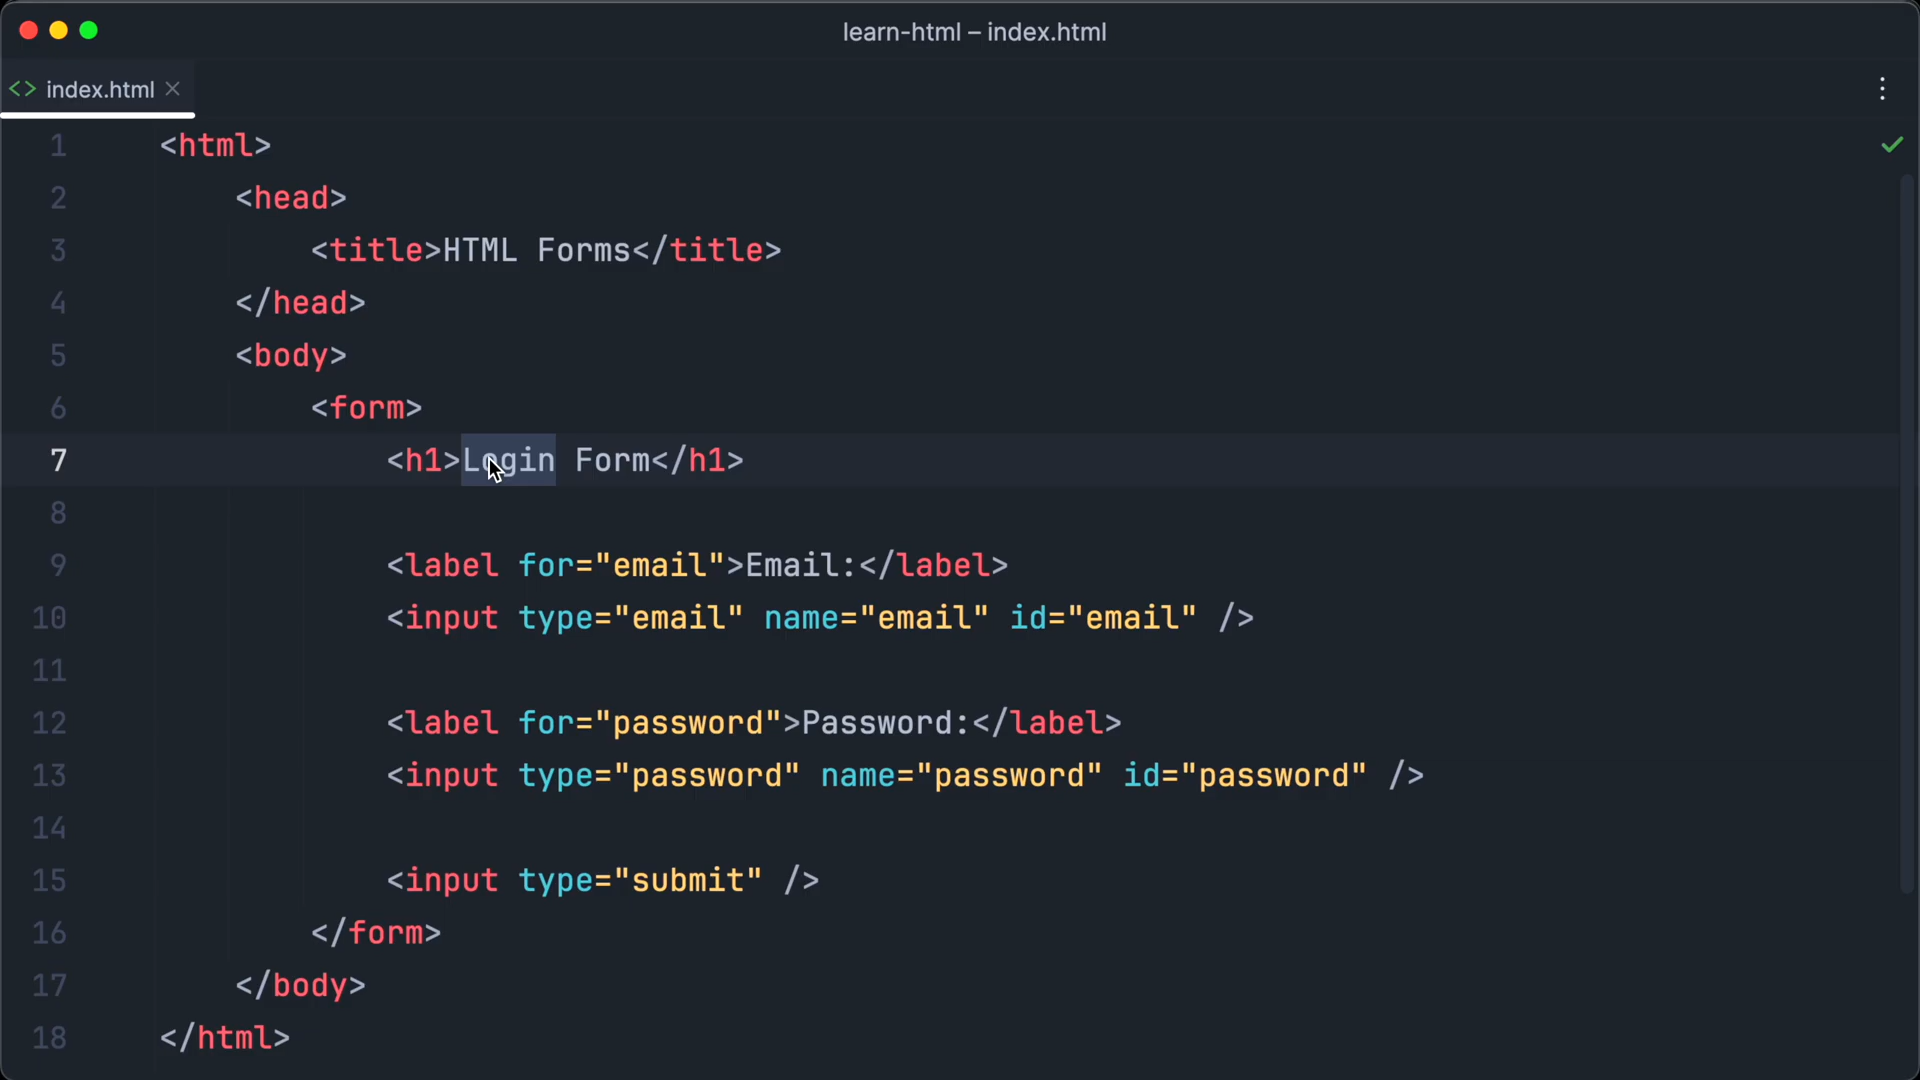 learn-html – index.html
<> index.html
1 <html>
2 <head>
3 <title>HTML Forms</title>
4 </head>
5 <body>
6 <form>
7 <h1>Login Form</h1>
8
9 <label for="email">Email:</label>
10 <input type="email" name="email" id="email" />
11
12 <label for="password">Password:</label>
13 <input type="password" name="password" id="password" />
14
15 <input type="submit" />
16 </form>
17 </body>
18 </html>